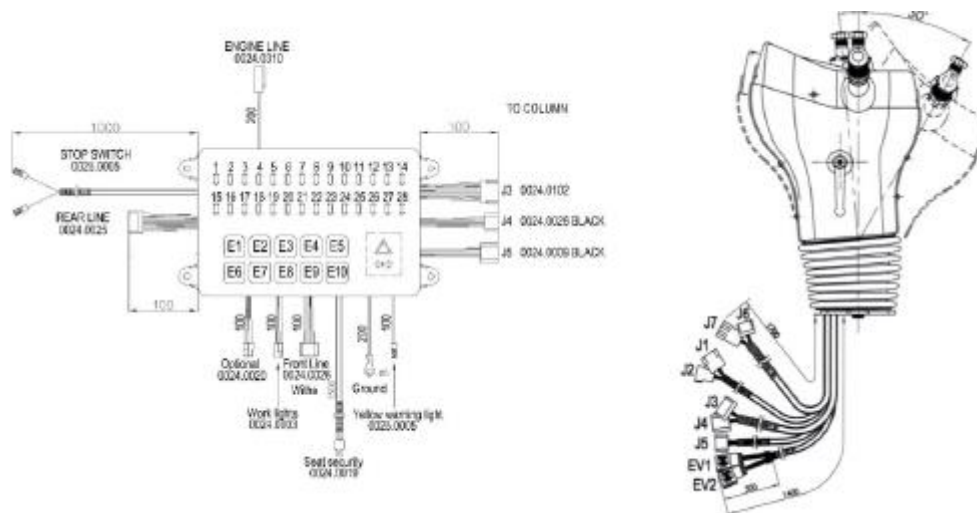 ENGINE LINE
0024.0310
200
1000
STOP SWITCH
0025.0005
REAR LINE
0024.0025
100
1 2 3 4 5 6 7 8 9 10 11 12 13 14
15 16 17 18 19 20 21 22 23 24 25 26 27 28
E1 E2 E3 E4 E5
E6 E7 E8 E9 E10
100
TO COLUMN
J3 0024.0102
J4 0024.0026 BLACK
0024.0009 BLACK
100
100
100
200
100
Optional
0024.0020
Work lights
0024.0003
Front Line
0024.0026
Ground
Yellow warning light
0025.0005
Seat security
0024.0019
30°
J7
J6
J1
J2
J3
J4
J5
EV1
EV2
1400